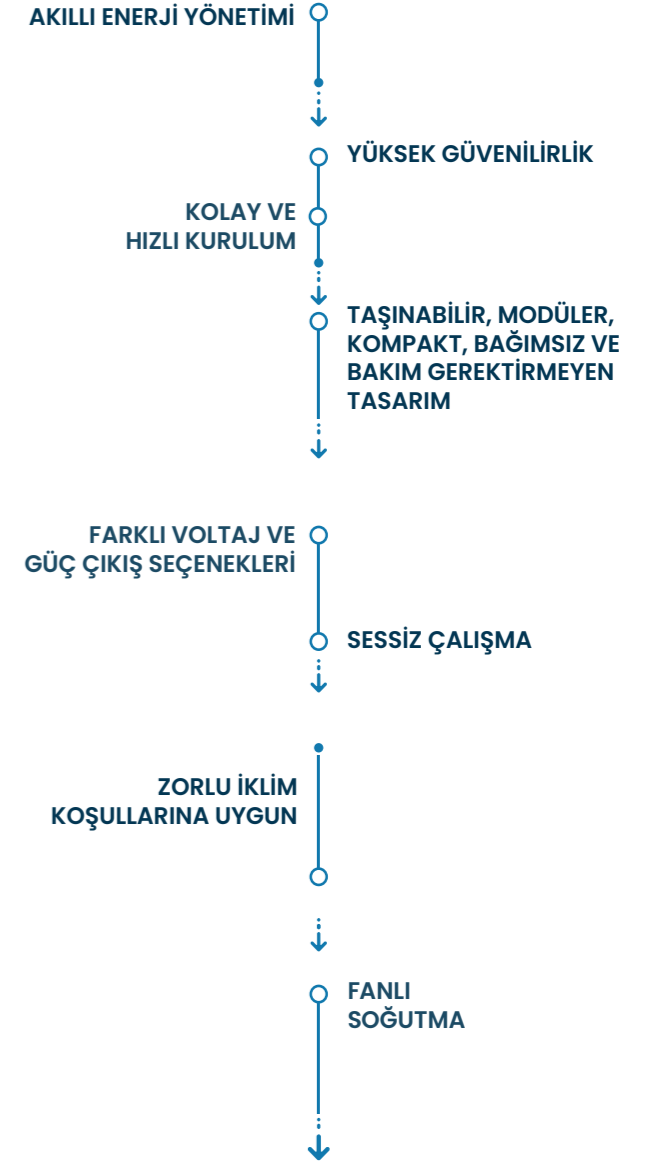 AKILLI ENERJİ YÖNETİMİ
YÜKSEK GÜVENİLİRLİK
KOLAY VE
HIZLI KURULUM
TAŞINABİLİR, MODÜLER,
KOMPAKT, BAĞIMSIZ VE
BAKIM GEREKTİRMEYEN
TASARIM
FARKLI VOLTAJ VE
GÜÇ ÇIKIŞ SEÇENEKLERİ
SESSİZ ÇALIŞMA
ZORLU İKLİM
KOŞULLARINA UYGUN
FANLI
SOĞUTMA